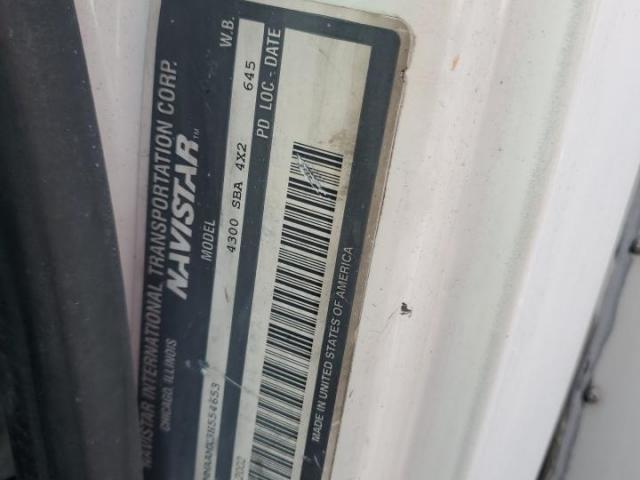 NAVISTAR INTERNATIONAL TRANSPORTATION CORP.
CHICAGO, ILLINOIS
NAVISTAR™
MODEL W.B.
4300 SBA 4X2 645
PD LOC - DATE
MADE IN UNITED STATES OF AMERICA